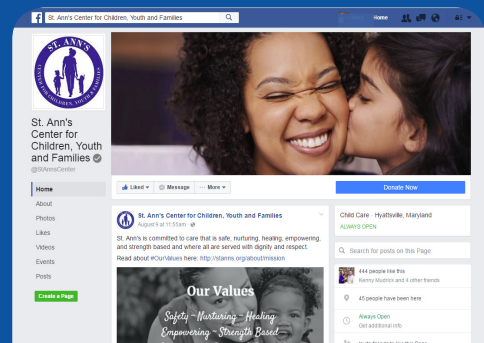 St. Ann's Center for Children, Youth and Families
Home
ST. ANN'S
CENTER FOR CHILDREN, YOUTH & FAMILIES
St. Ann's
Center for
Children, Youth
and Families
@StAnnsCenter
Home
About
Photos
Likes
Videos
Events
Posts
Create a Page
Liked
Message
More
Donate Now
St. Ann's Center for Children, Youth and Families
August 9 at 11:55am
St. Ann's is committed to care that is safe, nurturing, healing, empowering,
and strength based and where all are served with dignity and respect.
Read about #OurValues here: http://stanns.org/about/mission
Our Values
Safety ~ Nurturing ~ Healing
Empowering ~ Strength Based
Child Care · Hyattsville, Maryland
ALWAYS OPEN
Search for posts on this Page
444 people like this
Kenny Mudrick and 4 other friends
45 people have been here
Always Open
Get additional info